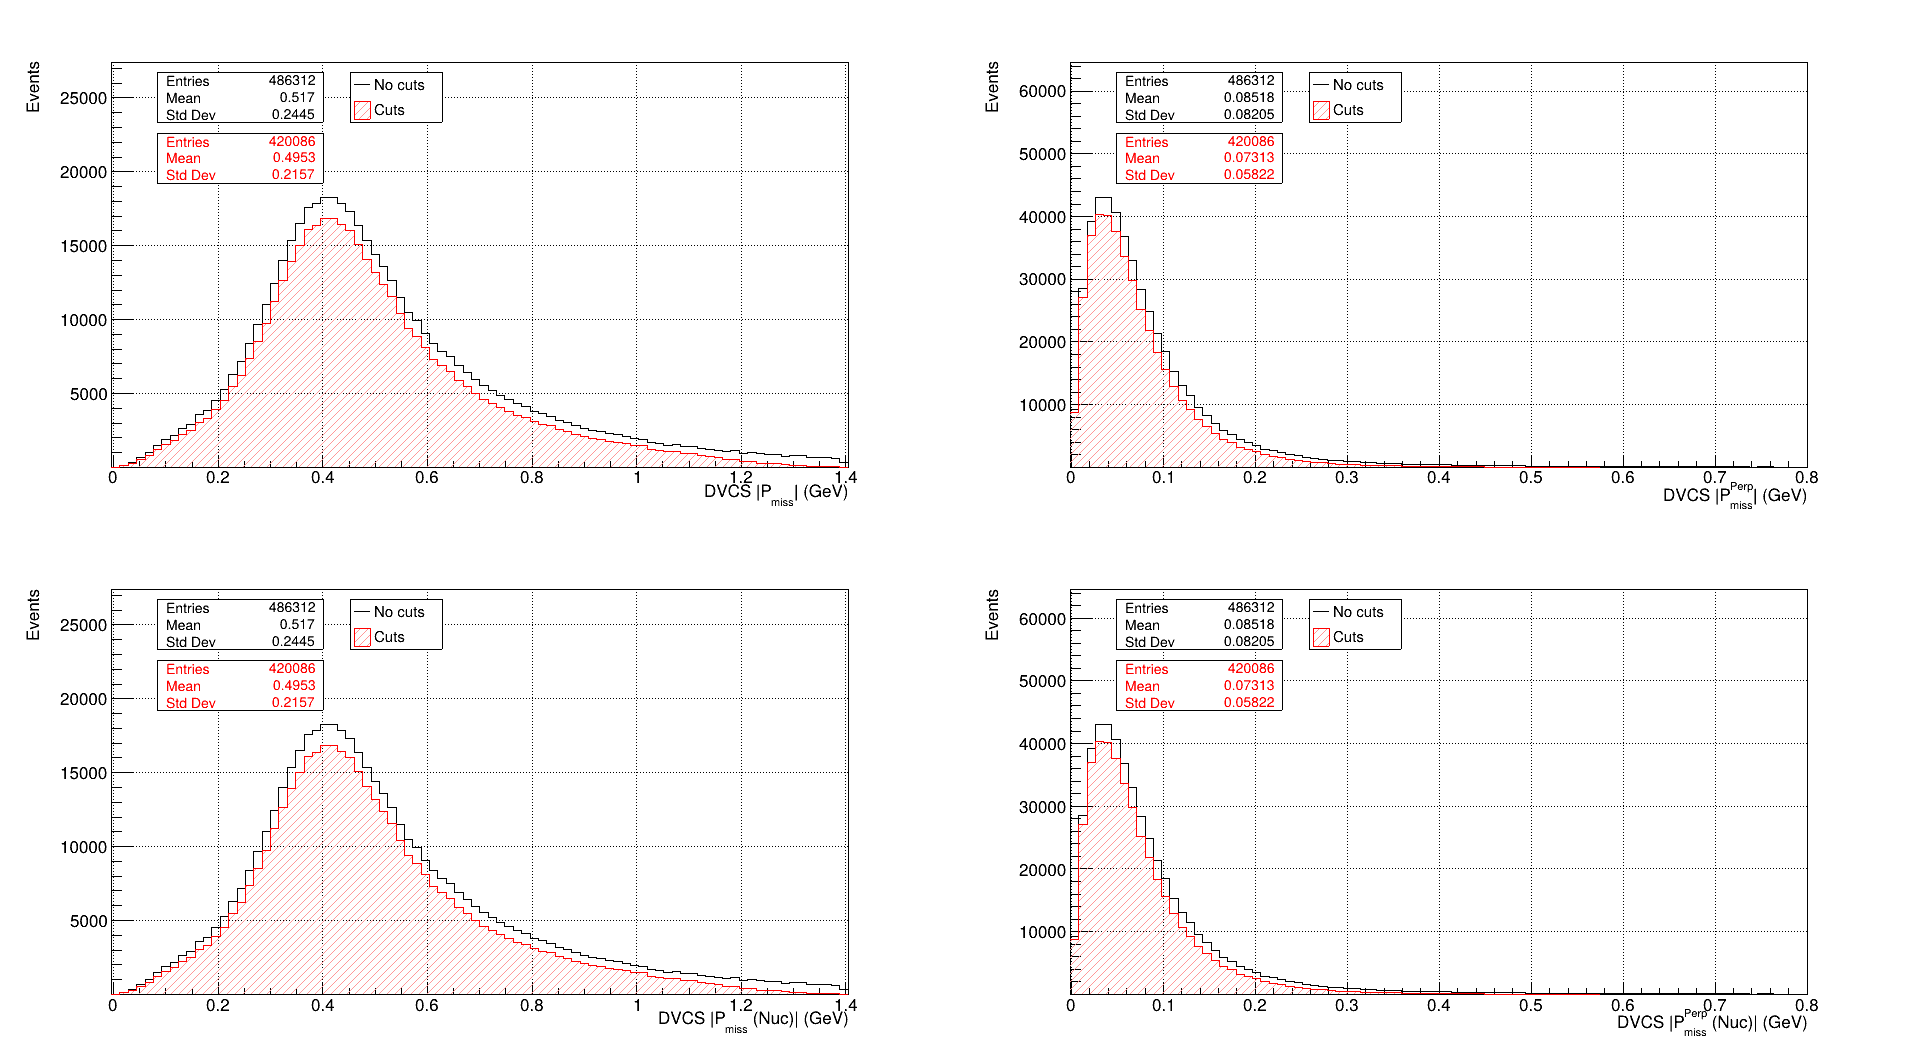 Events
25000
20000
15000
10000
5000
Entries 486312
Mean 0.517
Std Dev 0.2445
Entries 420086
Mean 0.4953
Std Dev 0.2157
No cuts
Cuts
0 0.2 0.4 0.6 0.8 1 1.2 1.4
DVCS |P_miss| (GeV)
Events
60000
50000
40000
30000
20000
10000
Entries 486312
Mean 0.08518
Std Dev 0.08205
Entries 420086
Mean 0.07313
Std Dev 0.05822
No cuts
Cuts
0 0.1 0.2 0.3 0.4 0.5 0.6 0.7 0.8
DVCS |P^Perp_miss| (GeV)
Events
25000
20000
15000
10000
5000
Entries 486312
Mean 0.517
Std Dev 0.2445
Entries 420086
Mean 0.4953
Std Dev 0.2157
No cuts
Cuts
0 0.2 0.4 0.6 0.8 1 1.2 1.4
DVCS |P_miss (Nuc)| (GeV)
Events
60000
50000
40000
30000
20000
10000
Entries 486312
Mean 0.08518
Std Dev 0.08205
Entries 420086
Mean 0.07313
Std Dev 0.05822
No cuts
Cuts
0 0.1 0.2 0.3 0.4 0.5 0.6 0.7 0.8
DVCS |P^Perp_miss (Nuc)| (GeV)